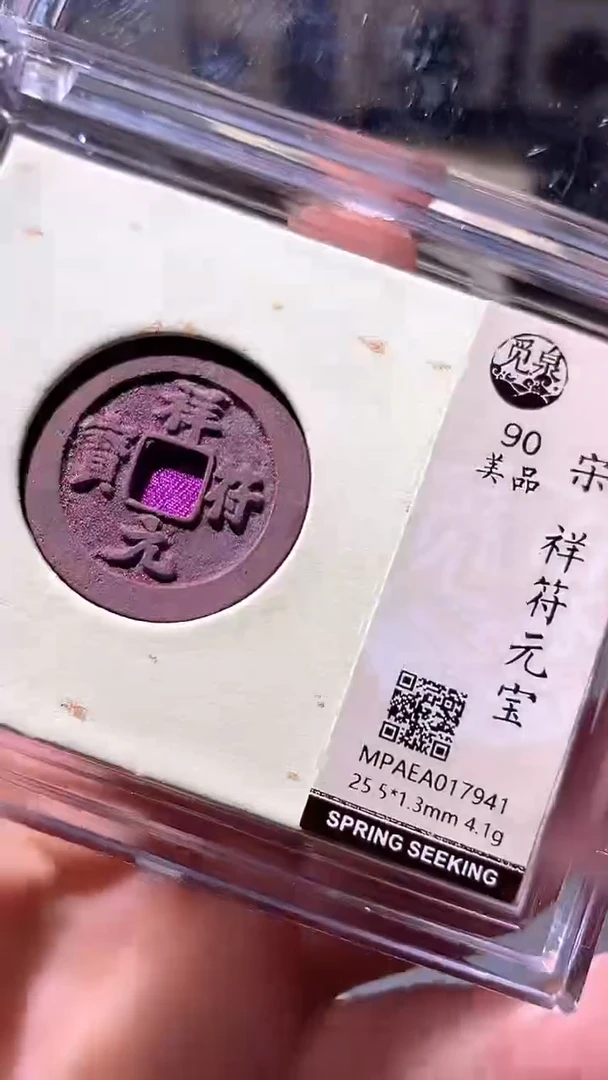 祥符元寳
觅泉
90
美品
宋
祥符元宝
MPAEA017941
25.5*1.3mm 4.1g
SPRING SEEKING